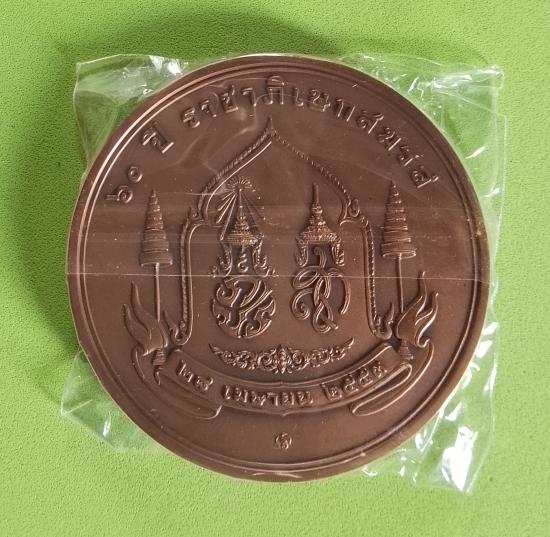 ๖๐ ปี ราชาภิเษกสมรส
๒๘ เมษายน ๒๕๕๓